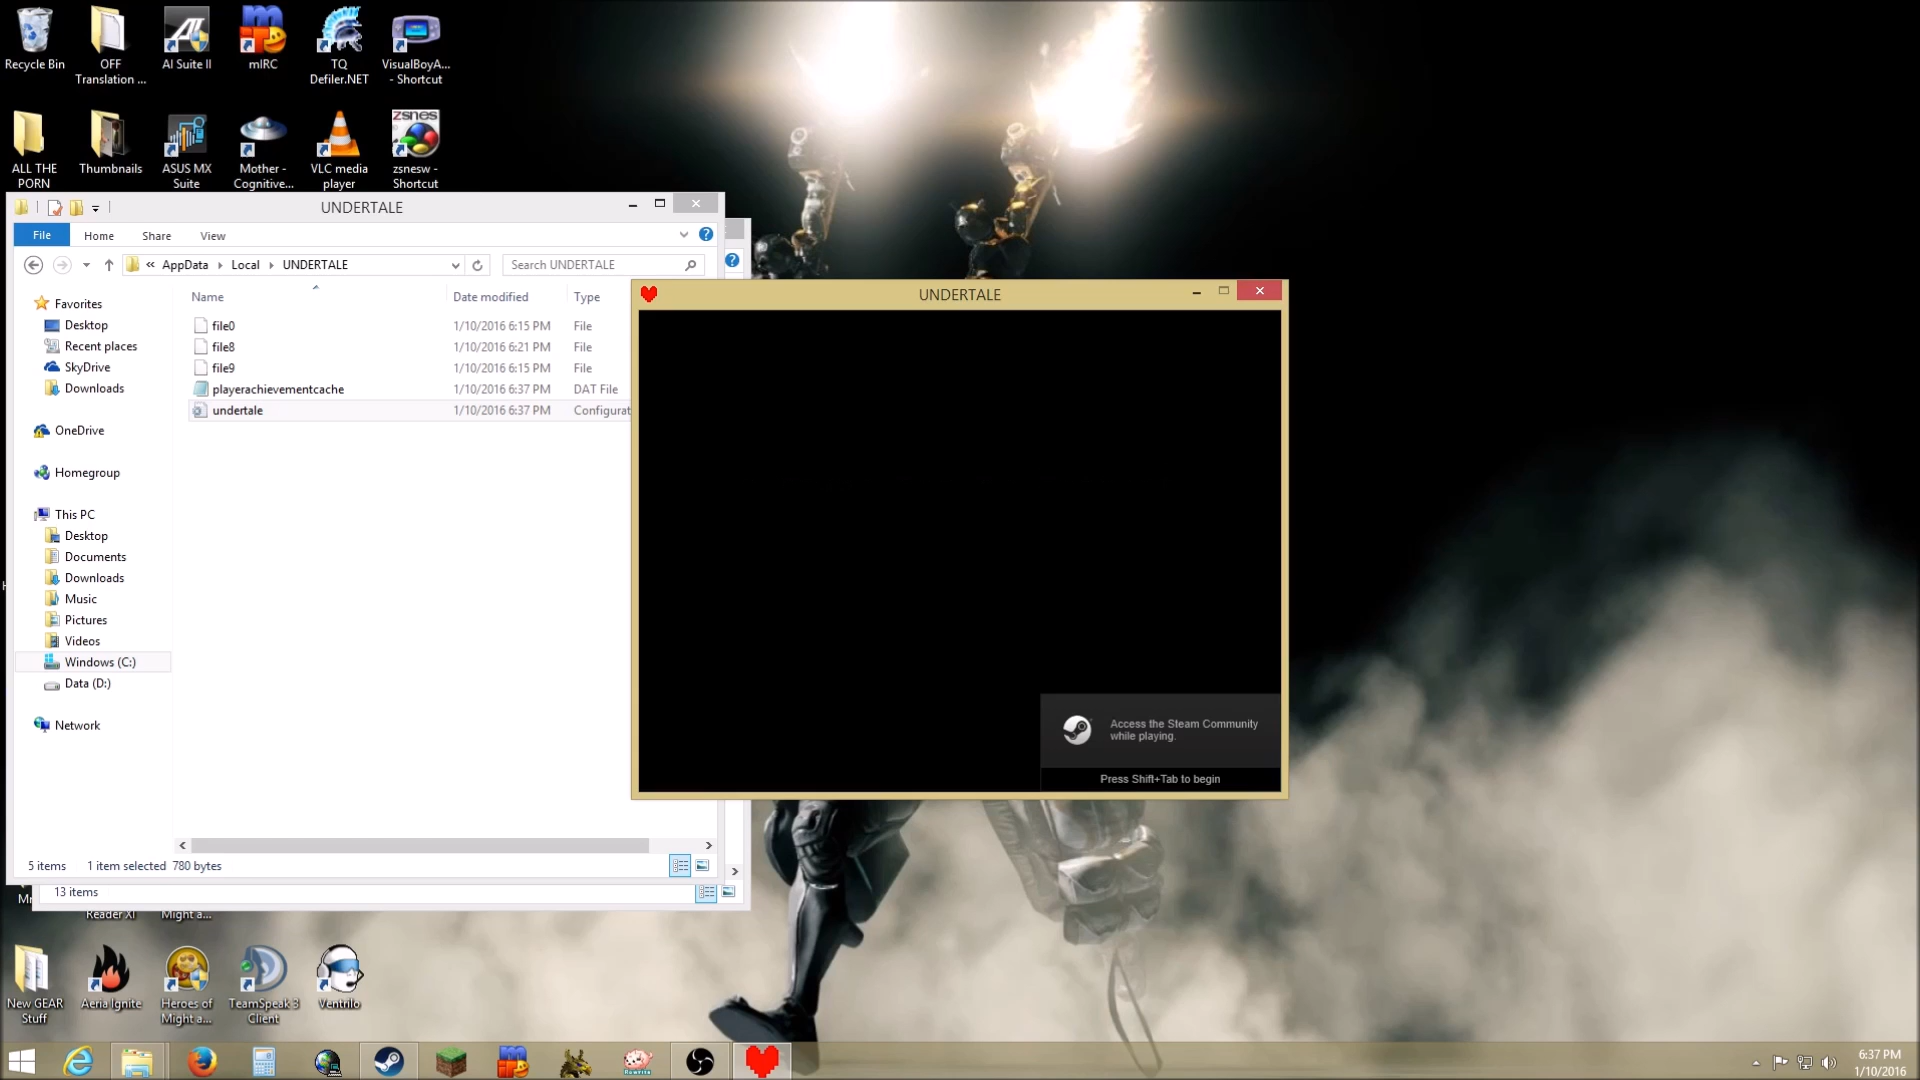 Recycle Bin
OFF
Translation ...
AI Suite II
mIRC
TQ
Defiler.NET
VisualBoyA...
- Shortcut
ALL THE
PORN
Thumbnails
ASUS MX
Suite
Mother -
Cognitive...
VLC media
player
zsnes
zsnesw -
Shortcut
UNDERTALE
File
Home
Share
View
« AppData Local UNDERTALE
Search UNDERTALE
Name
Date modified
Type
file0 1/10/2016 6:15 PM File
file8 1/10/2016 6:21 PM File
file9 1/10/2016 6:15 PM File
playerachievementcache 1/10/2016 6:37 PM DAT File
undertale 1/10/2016 6:37 PM Configurat
Favorites
Desktop
Recent places
SkyDrive
Downloads
OneDrive
Homegroup
This PC
Desktop
Documents
Downloads
Music
Pictures
Videos
Windows (C:)
Data (D:)
Network
5 items 1 item selected 780 bytes
13 items
UNDERTALE
Access the Steam Community
while playing.
Press Shift+Tab to begin
Reader XI
Might a...
New GEAR
Stuff
Aeria Ignite
Heroes of
Might a...
TeamSpeak 3
Client
Ventrilo
6:37 PM
1/10/2016